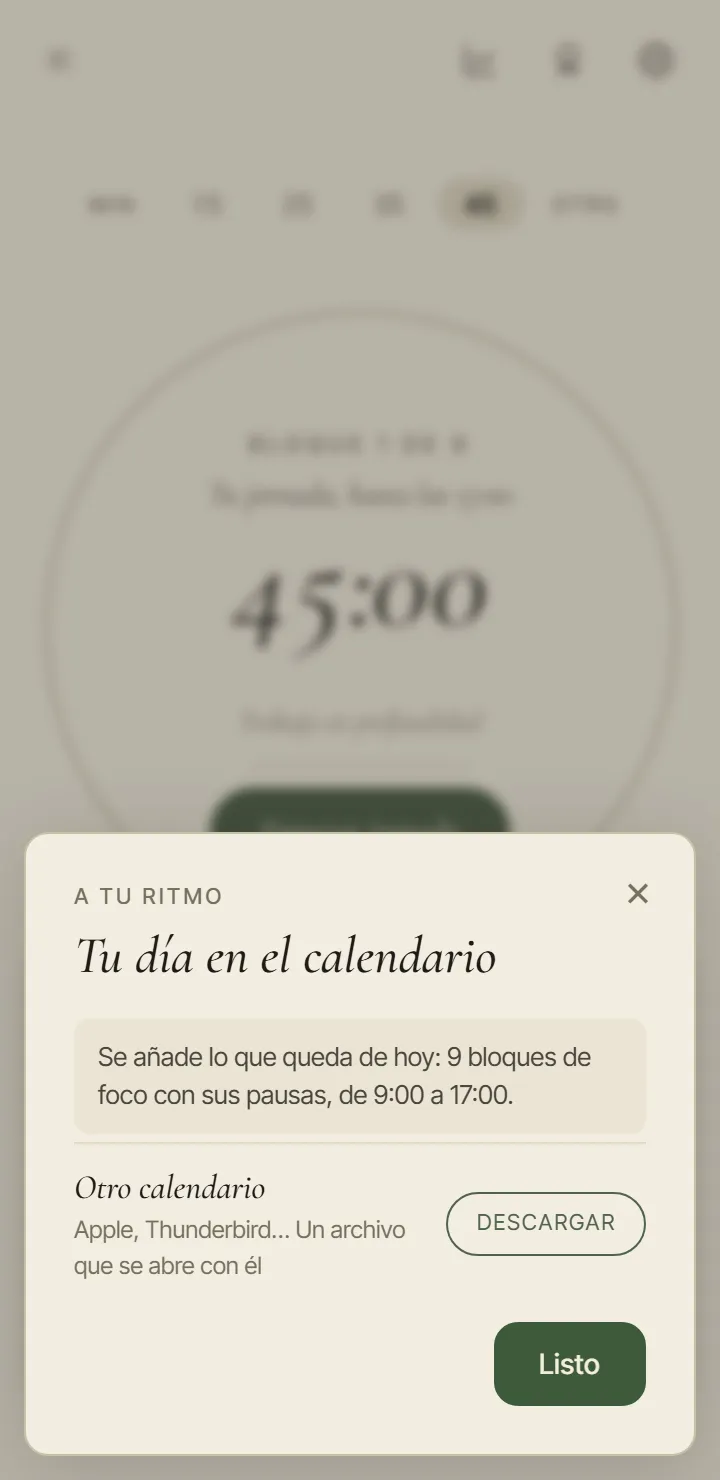 45:00
A TU RITMO
Tu día en el calendario
Se añade lo que queda de hoy: 9 bloques de
foco con sus pausas, de 9:00 a 17:00.
Otro calendario
Apple, Thunderbird... Un archivo
que se abre con él
DESCARGAR
Listo